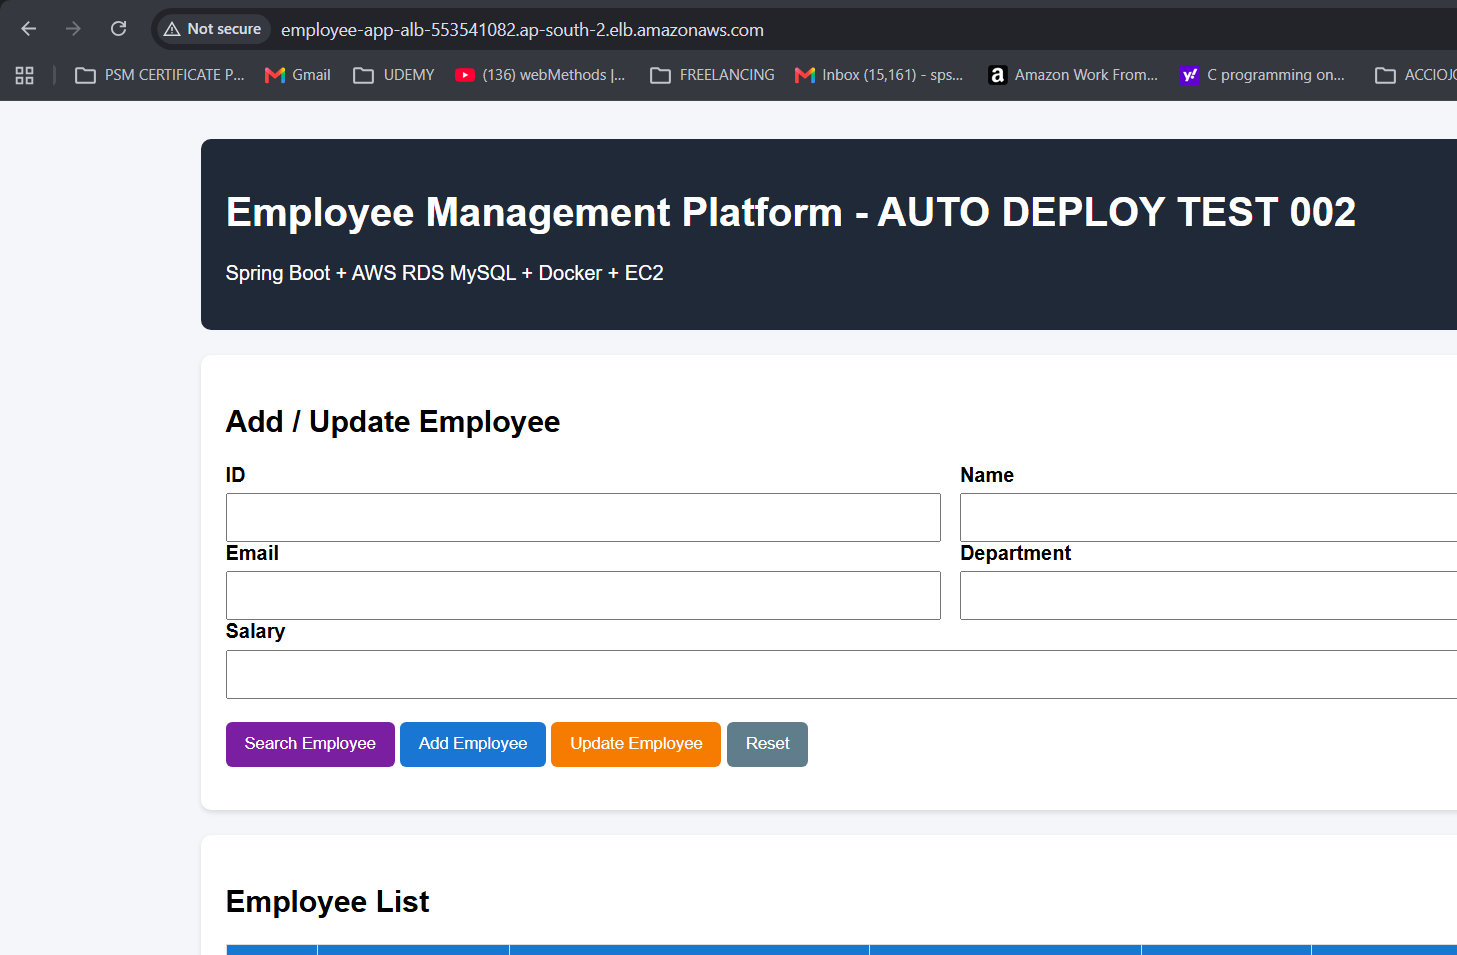 Not secure employee-app-alb-553541082.ap-south-2.elb.amazonaws.com
PSM CERTIFICATE P... Gmail UDEMY (136) webMethods |... FREELANCING Inbox (15,161) - sps... Amazon Work From... C programming on... ACCIOJO
Employee Management Platform - AUTO DEPLOY TEST 002
Spring Boot + AWS RDS MySQL + Docker + EC2
Add / Update Employee
ID Name
Email Department
Salary
Search Employee Add Employee Update Employee Reset
Employee List